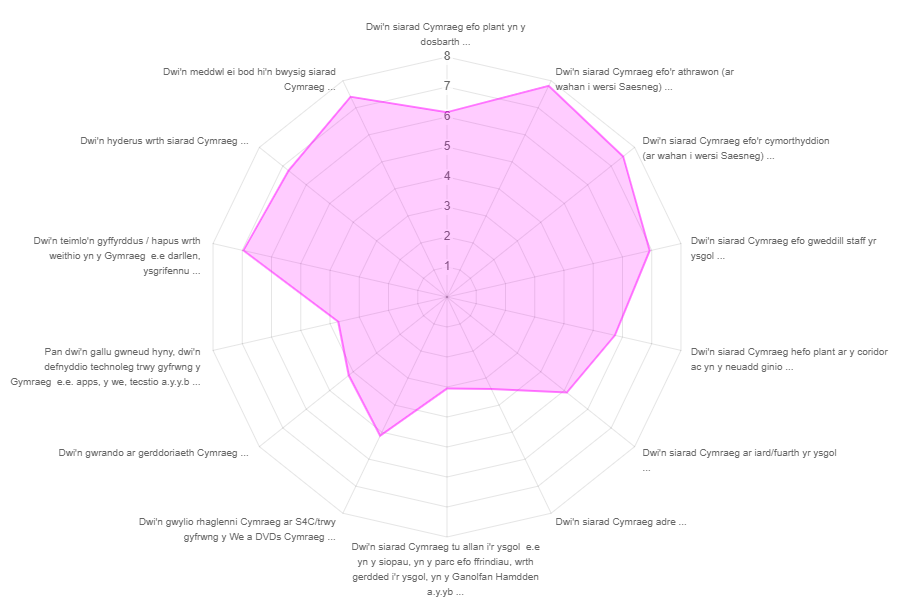 Dwi'n siarad Cymraeg efo plant yn y
dosbarth ...
8
7
6
5
4
3
2
1
Dwi'n siarad Cymraeg efo'r athrawon (ar
wahan i wersi Saesneg) ...
Dwi'n siarad Cymraeg efo'r cymorthyddion
(ar wahan i wersi Saesneg) ...
Dwi'n siarad Cymraeg efo gweddill staff yr
ysgol ...
Dwi'n siarad Cymraeg hefo plant ar y coridor
ac yn y neuadd ginio ...
Dwi'n siarad Cymraeg ar iard/fuarth yr ysgol
...
Dwi'n siarad Cymraeg adre ...
Dwi'n siarad Cymraeg tu allan i'r ysgol e.e
yn y siopau, yn y parc efo ffrindiau, wrth
gerdded i'r ysgol, yn y Ganolfan Hamdden
a.y.yb ...
Dwi'n gwylio rhaglenni Cymraeg ar S4C/trwy
gyfrwng y We a DVDs Cymraeg ...
Dwi'n gwrando ar gerddoriaeth Cymraeg ...
Pan dwi'n gallu gwneud hyny, dwi'n
defnyddio technoleg trwy gyfrwng y
Gymraeg e.e. apps, y we, tecstio a.y.y.b ...
Dwi'n teimlo'n gyffyrddus / hapus wrth
weithio yn y Gymraeg e.e darllen,
ysgrifennu ...
Dwi'n hyderus wrth siarad Cymraeg ...
Dwi'n meddwl ei bod hi'n bwysig siarad
Cymraeg ...